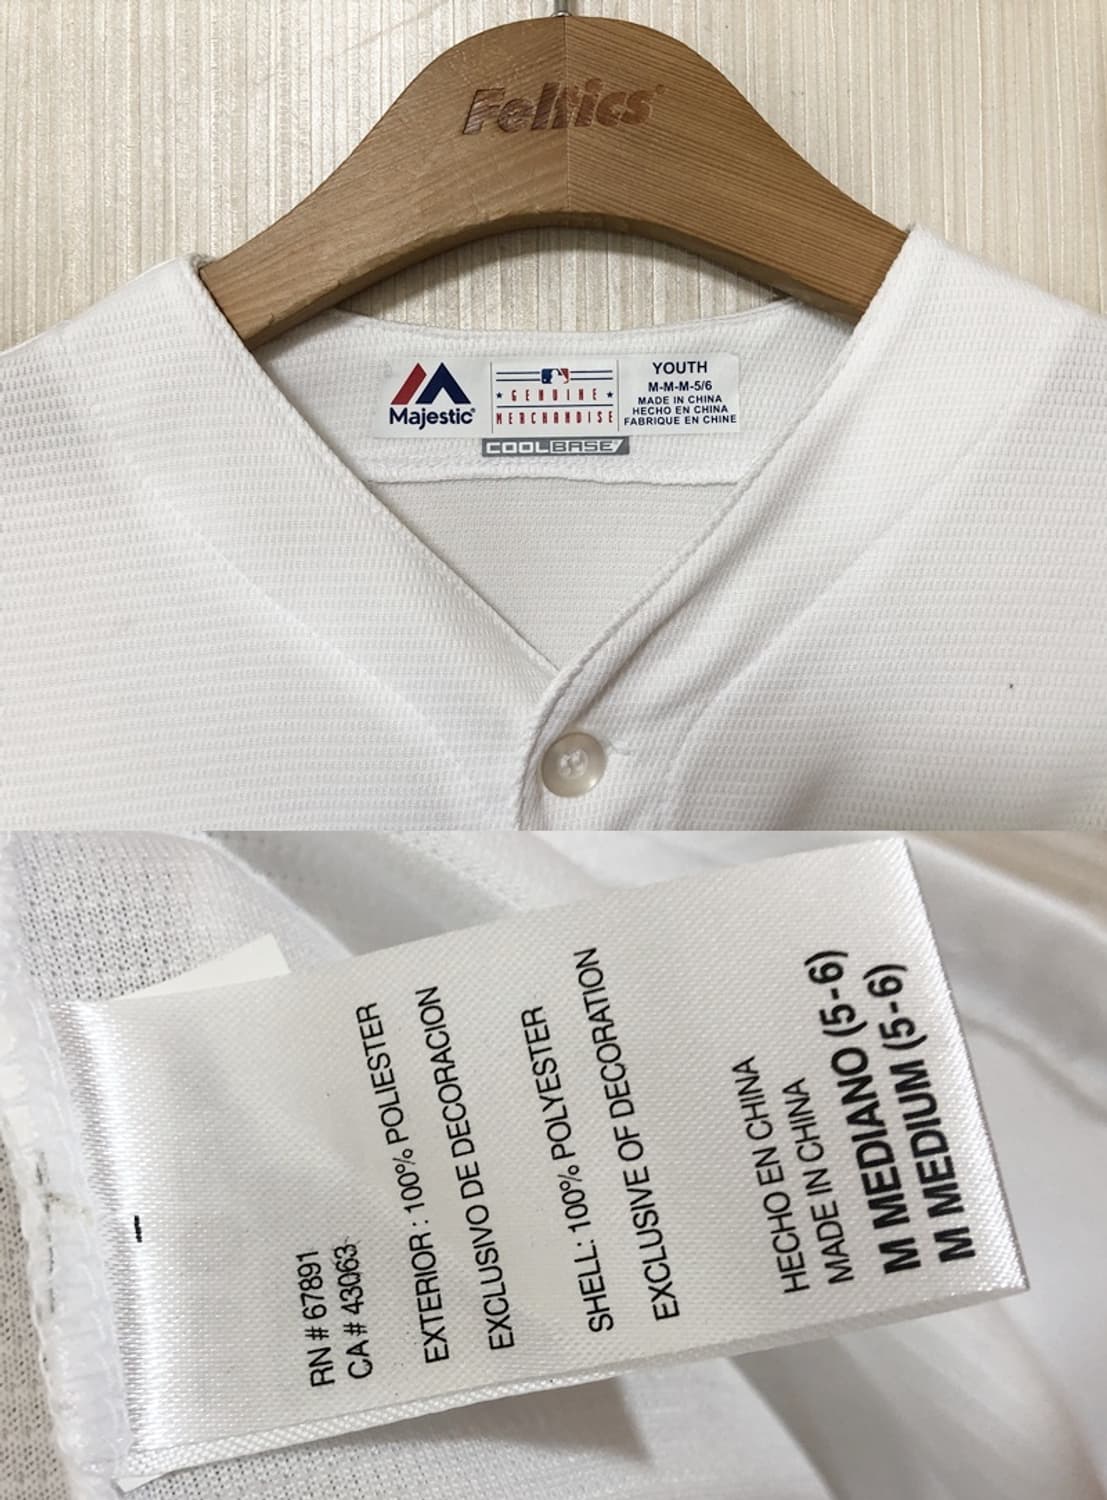 Feltics
Majestic
GENUINE
MERCHANDISE
YOUTH
M-M-M-5/6
MADE IN CHINA
HECHO EN CHINA
FABRIQUE EN CHINE
COOLBASE
RN # 67891
CA # 43063
EXTERIOR : 100% POLIESTER
EXCLUSIVO DE DECORACION
SHELL: 100% POLYESTER
EXCLUSIVE OF DECORATION
HECHO EN CHINA
MADE IN CHINA
M MEDIANO (5-6)
M MEDIUM (5-6)